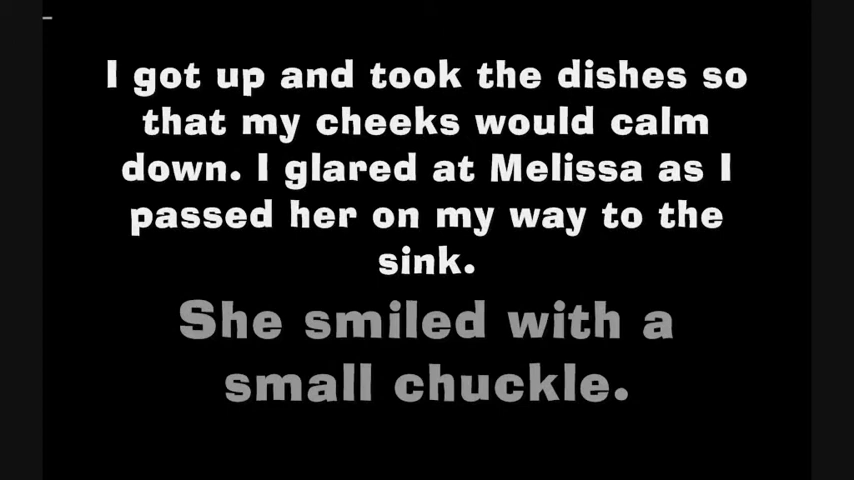 I got up and took the dishes so
that my cheeks would calm
down. I glared at Melissa as I
passed her on my way to the
sink.
She smiled with a
small chuckle.